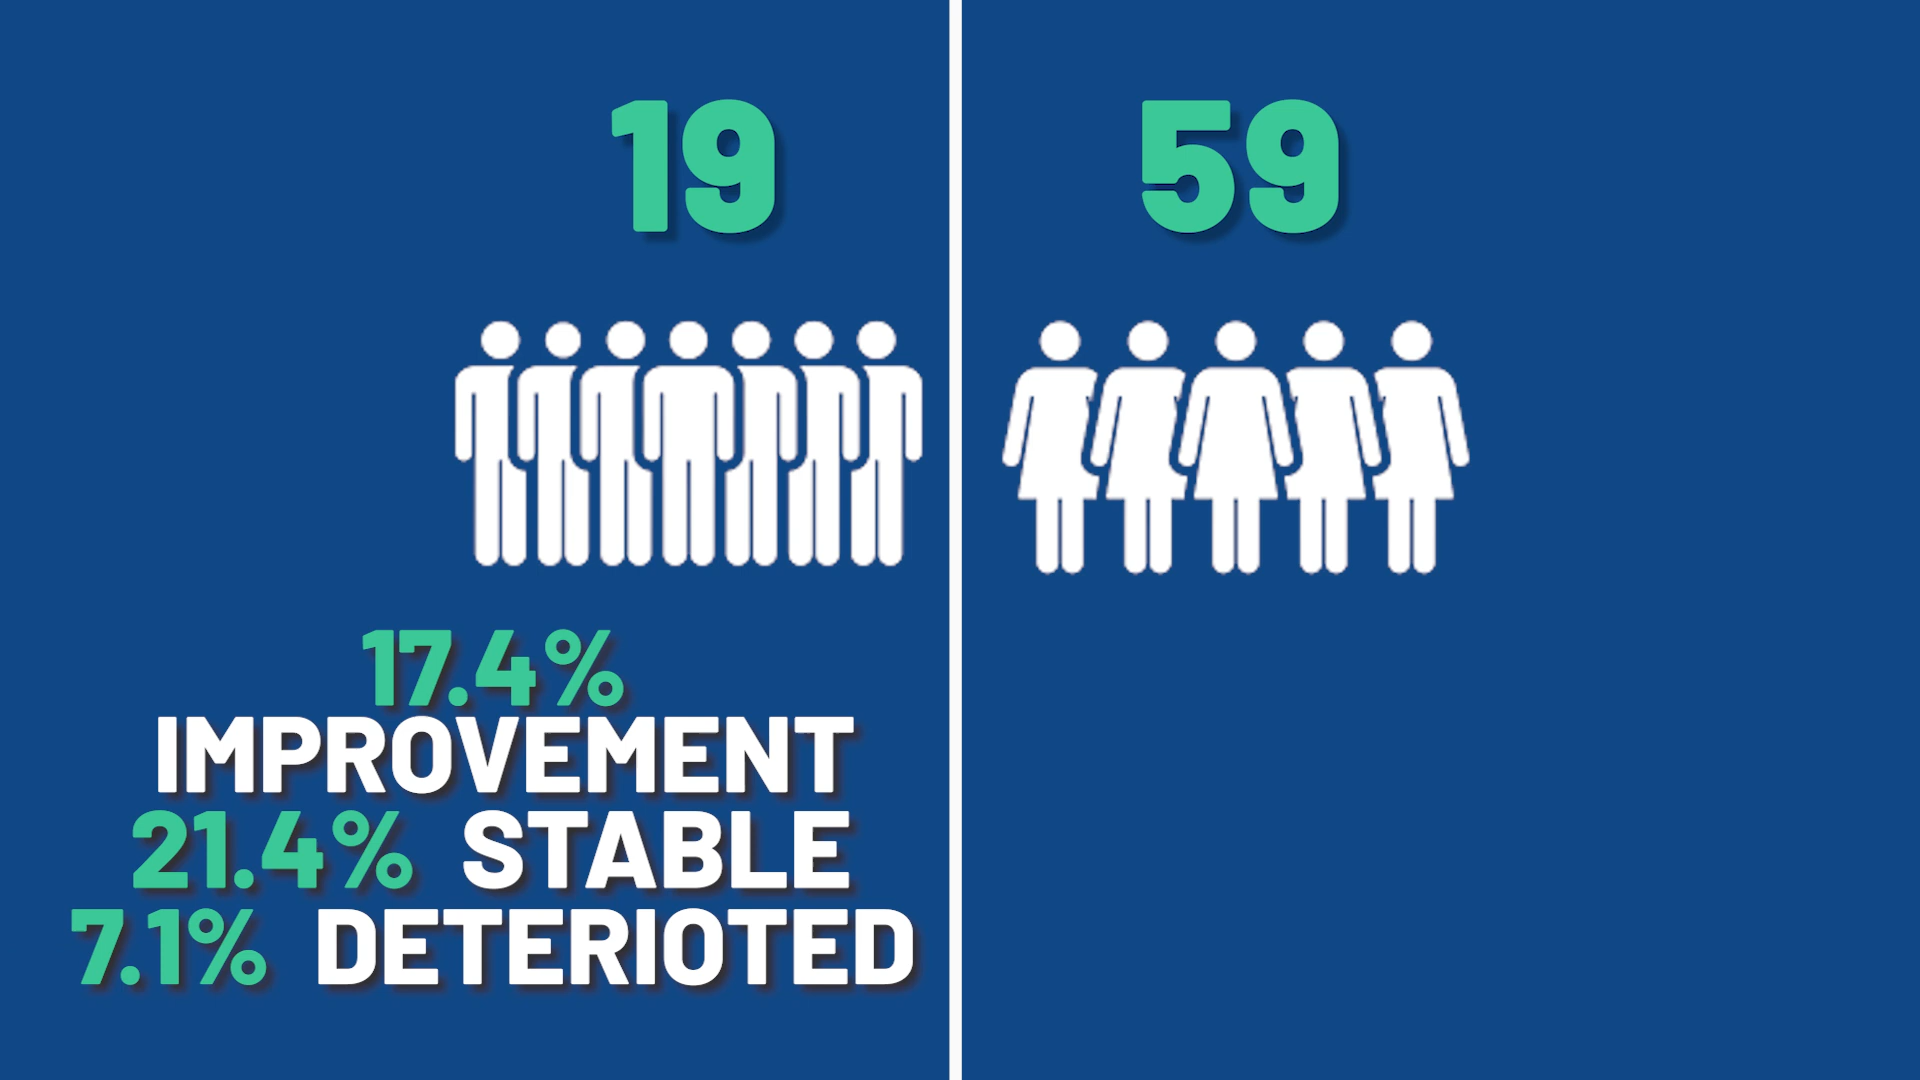 19
59
17.4%
IMPROVEMENT
21.4% STABLE
7.1% DETERIOTED